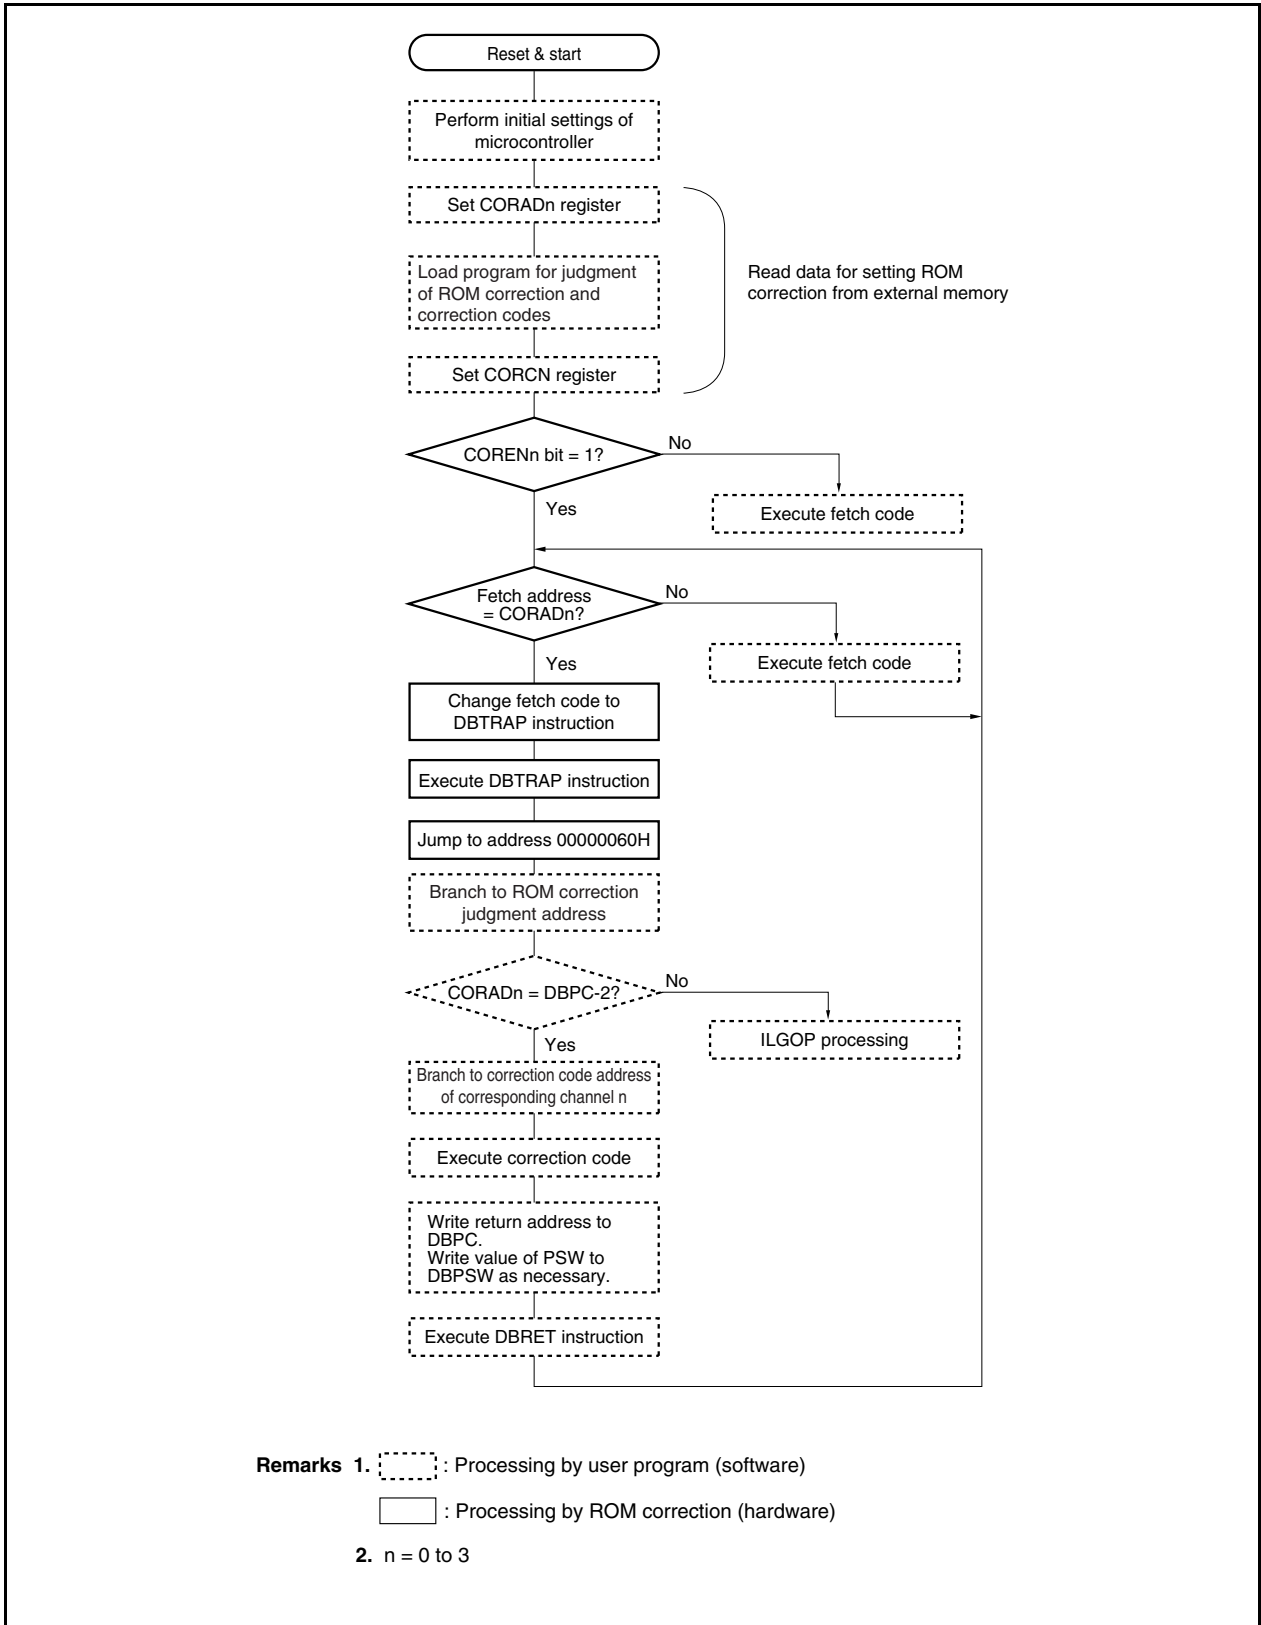 Reset & start
Perform initial settings of
microcontroller
Set CORADn register
Load program for judgment
of ROM correction and
correction codes
Read data for setting ROM
correction from external memory
Set CORCN register
CORENn bit = 1?
No
Yes
Execute fetch code
Fetch address
= CORADn?
No
Yes
Execute fetch code
Change fetch code to
DBTRAP instruction
Execute DBTRAP instruction
Jump to address 00000060H
Branch to ROM correction
judgment address
CORADn = DBPC-2?
No
Yes
ILGOP processing
Branch to correction code address
of corresponding channel n
Execute correction code
Write return address to
DBPC.
Write value of PSW to
DBPSW as necessary.
Execute DBRET instruction
Remarks 1. : Processing by user program (software)
: Processing by ROM correction (hardware)
2. n = 0 to 3